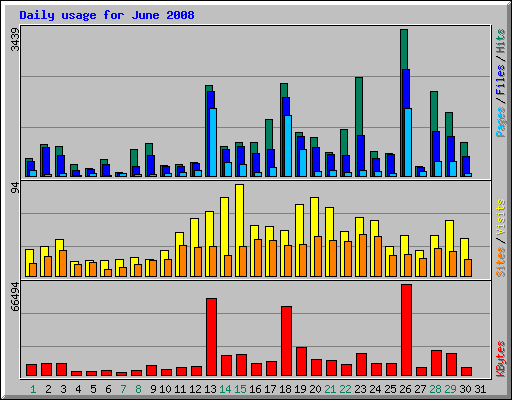 Daily usage for June 2008
3439
Pages / Files / Hits
94
Sites / Visits
66494
KBytes
1 2 3 4 5 6 7 8 9 10 11 12 13 14 15 16 17 18 19 20 21 22 23 24 25 26 27 28 29 30 31